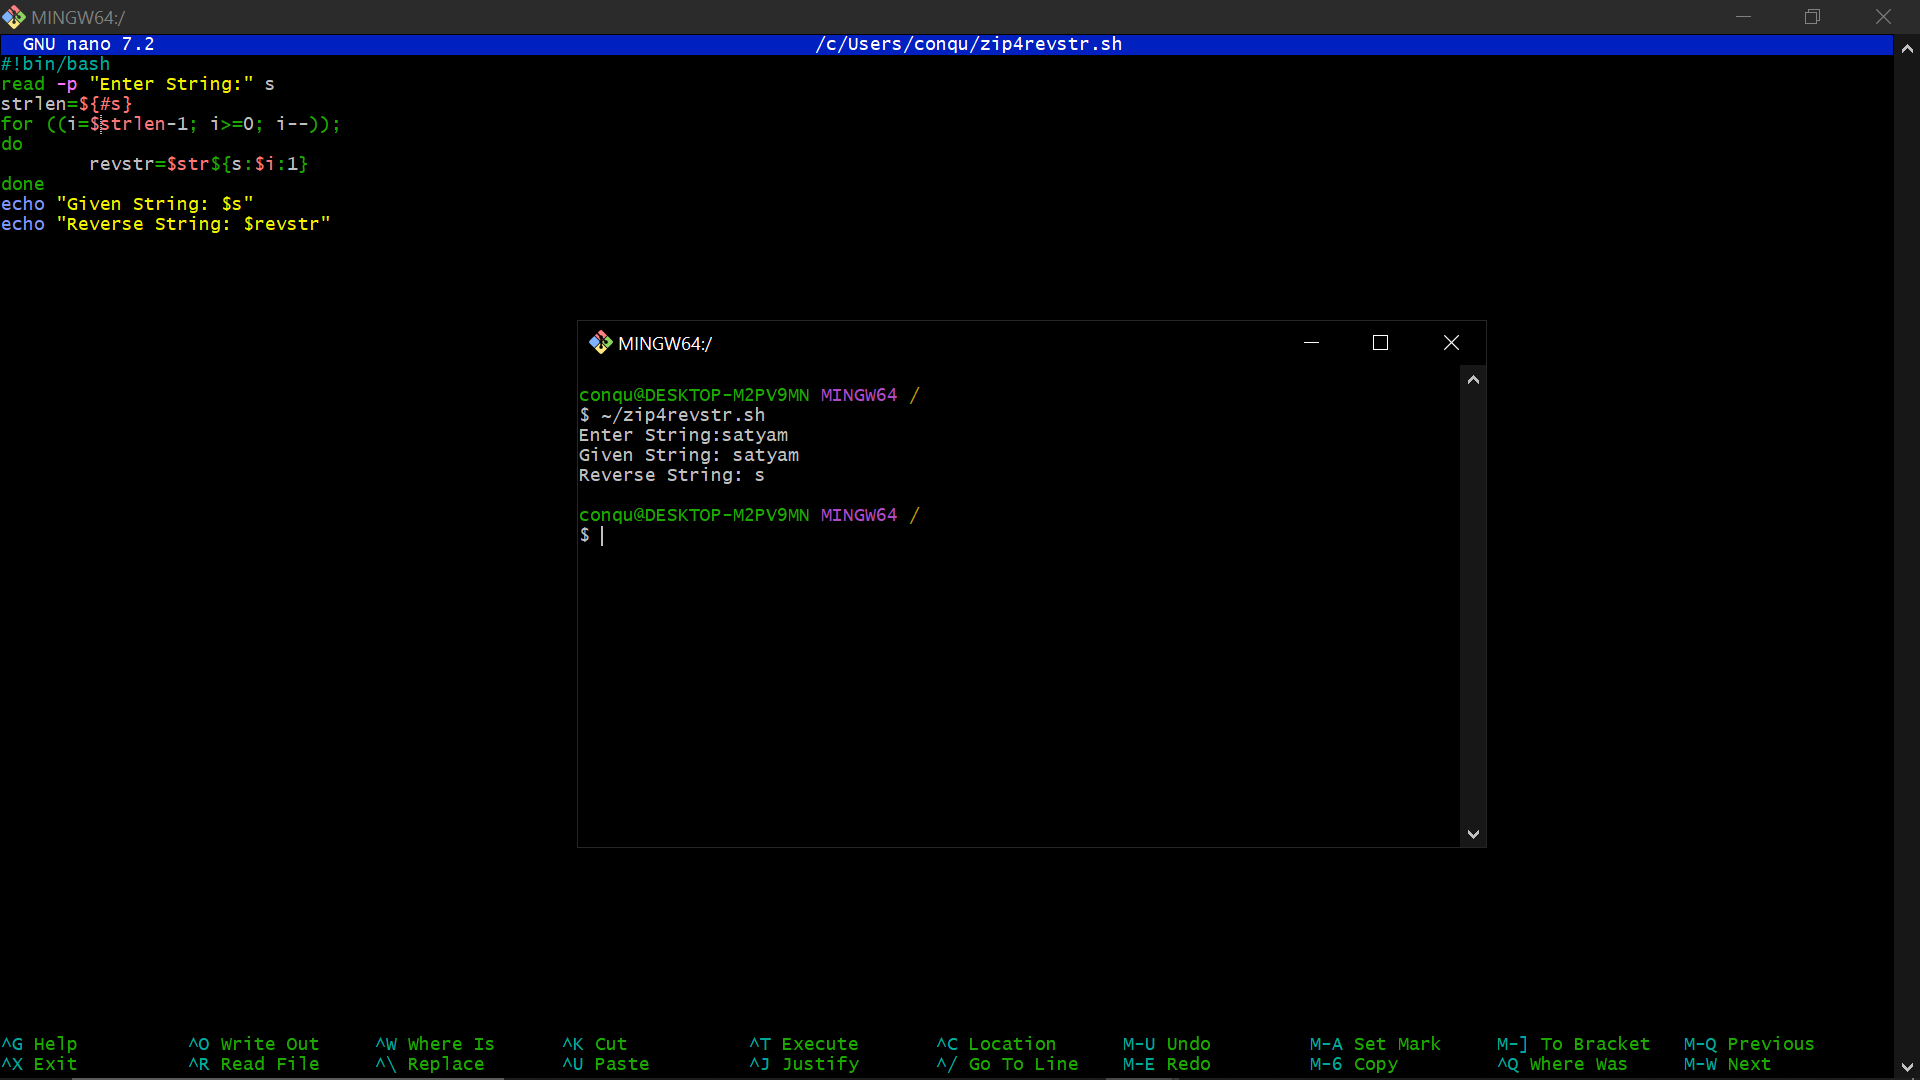 MINGW64:/
GNU nano 7.2 /c/Users/conqu/zip4revstr.sh
#!bin/bash
read -p "Enter String:" s
strlen=${#s}
for ((i=$strlen-1; i>=0; i--));
do
        revstr=$str${s:$i:1}
done
echo "Given String: $s"
echo "Reverse String: $revstr"
MINGW64:/
conqu@DESKTOP-M2PV9MN MINGW64 /
$ ~/zip4revstr.sh
Enter String:satyam
Given String: satyam
Reverse String: s
conqu@DESKTOP-M2PV9MN MINGW64 /
$
^G Help ^O Write Out ^W Where Is ^K Cut ^T Execute ^C Location M-U Undo M-A Set Mark M-] To Bracket M-Q Previous
^X Exit ^R Read File ^\ Replace ^U Paste ^J Justify ^/ Go To Line M-E Redo M-6 Copy ^Q Where Was M-W Next